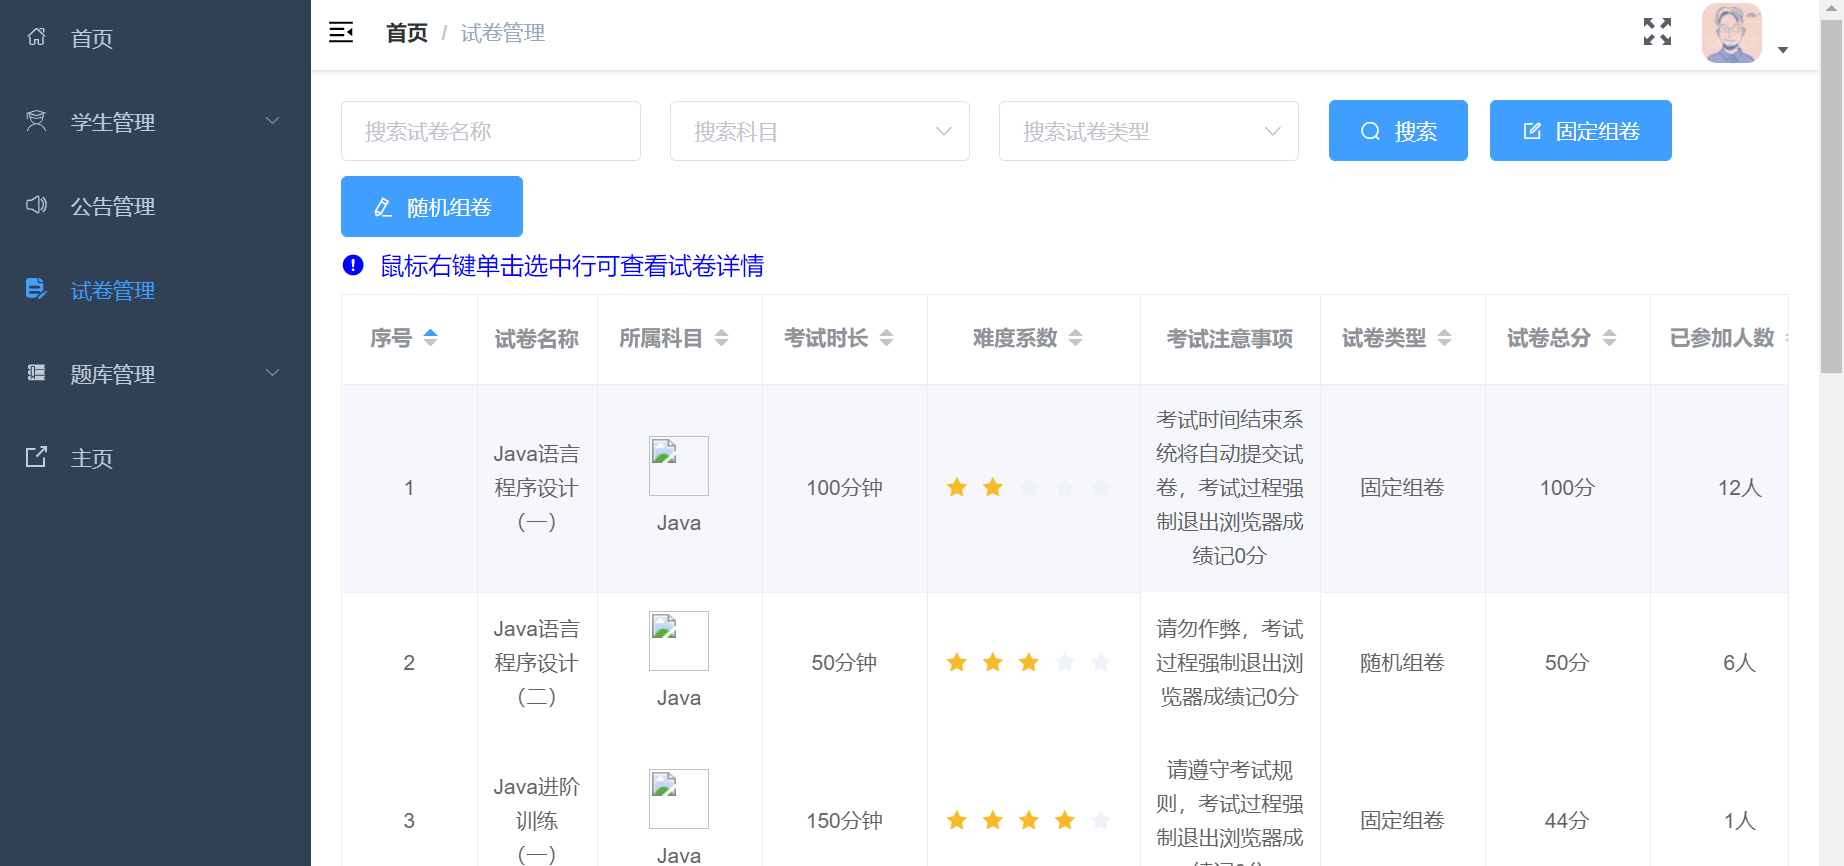 首页
学生管理
公告管理
试卷管理
题库管理
主页
首页 / 试卷管理
搜索试卷名称
搜索科目
搜索试卷类型
搜索
固定组卷
随机组卷
鼠标右键单击选中行可查看试卷详情
序号
试卷名称
所属科目
考试时长
难度系数
考试注意事项
试卷类型
试卷总分
已参加人数
1
Java语言
程序设计
（一）
Java
100分钟
考试时间结束系
统将自动提交试
卷，考试过程强
制退出浏览器成
绩记0分
固定组卷
100分
12人
2
Java语言
程序设计
（二）
Java
50分钟
请勿作弊，考试
过程强制退出浏
览器成绩记0分
随机组卷
50分
6人
3
Java进阶
训练
（一）
Java
150分钟
请遵守考试规
则，考试过程强
制退出浏览器成
绩记0分
固定组卷
44分
1人